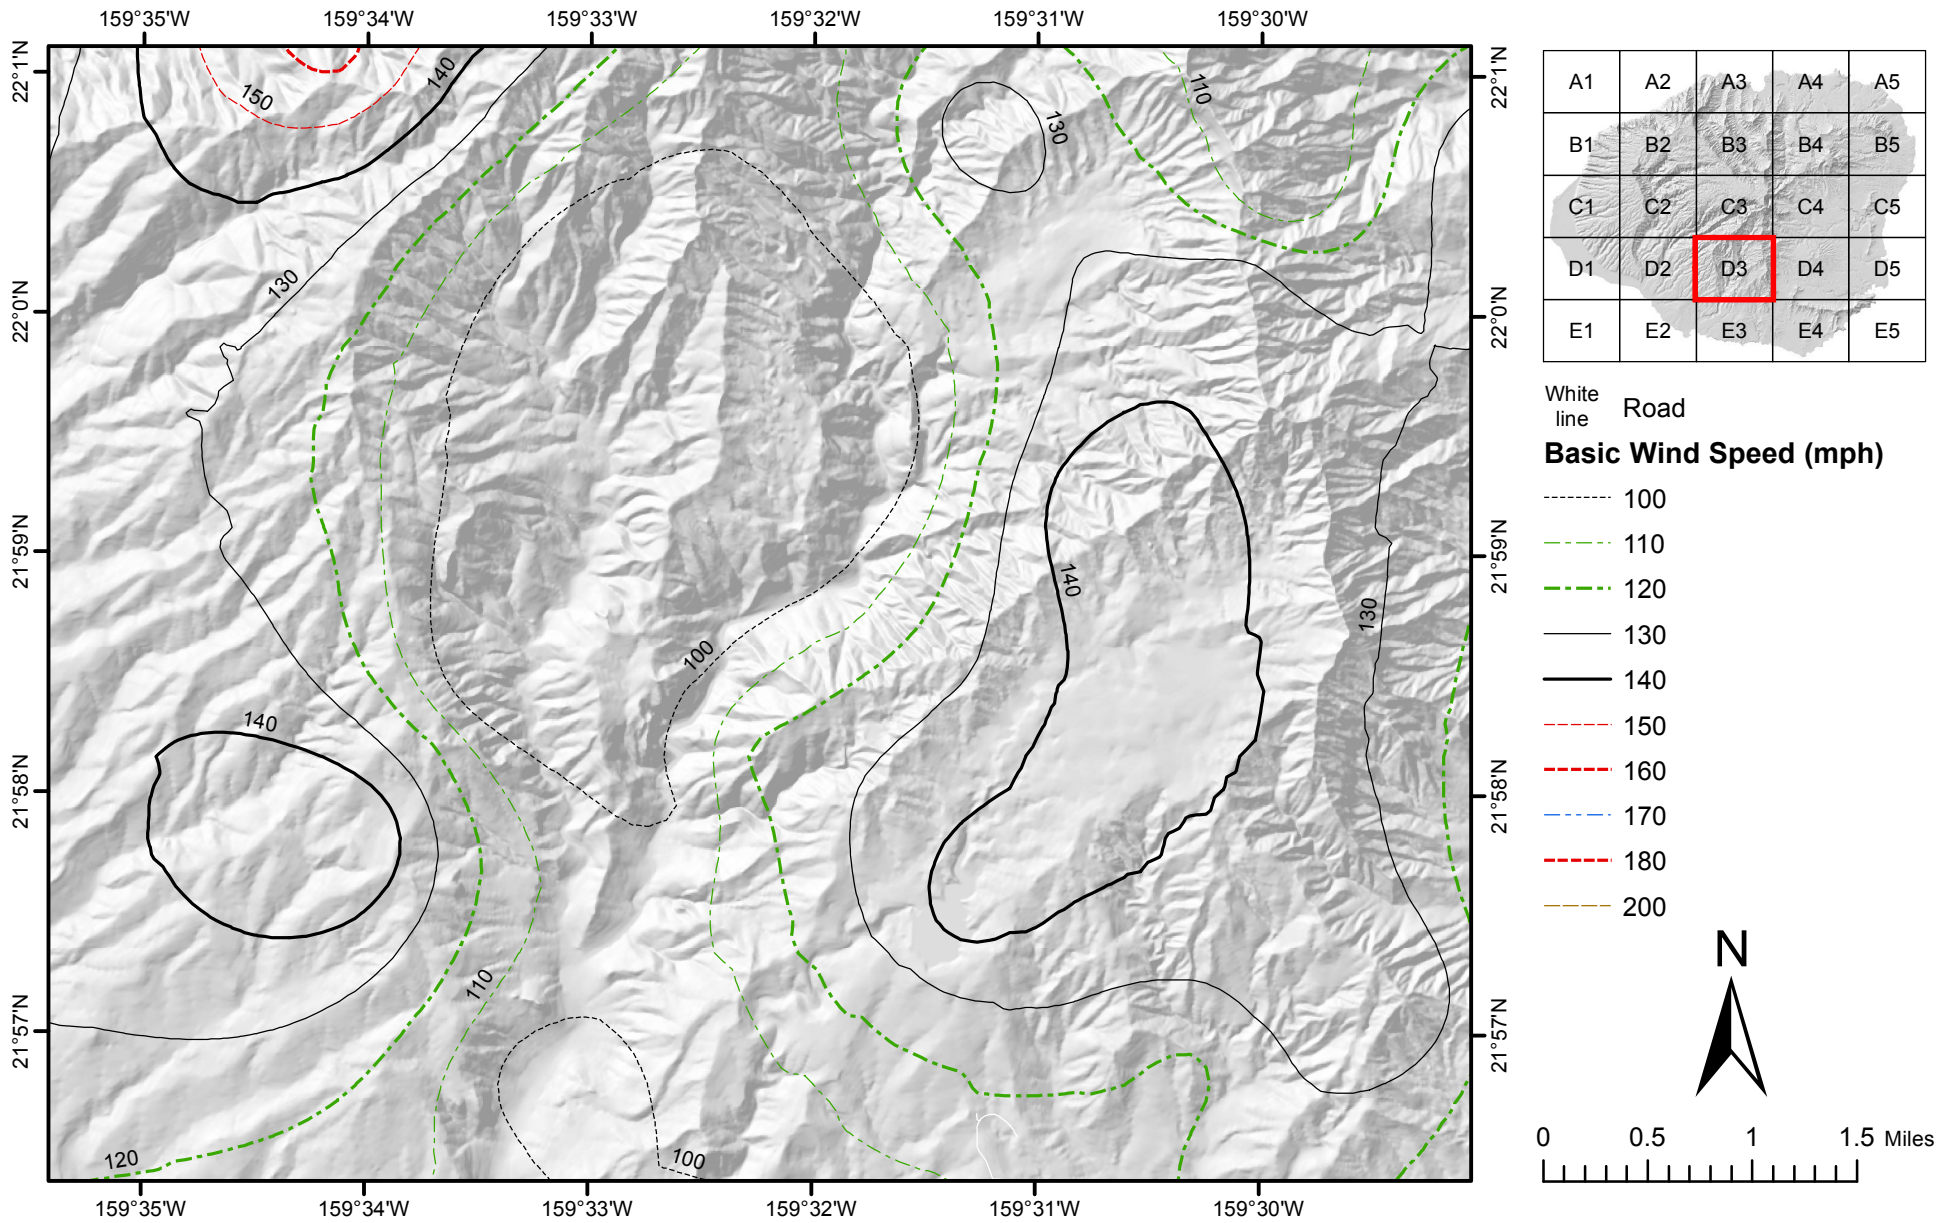 159°35'W 159°34'W 159°33'W 159°32'W 159°31'W 159°30'W
22°1'N
22°0'N
21°59'N
21°58'N
21°57'N
150
140
130
110
130
140
130
100
140
110
120
100
22°1'N
22°0'N
21°59'N
21°58'N
21°57'N
159°35'W 159°34'W 159°33'W 159°32'W 159°31'W 159°30'W
A1 A2 A3 A4 A5
B1 B2 B3 B4 B5
C1 C2 C3 C4 C5
D1 D2 D3 D4 D5
E1 E2 E3 E4 E5
White
line
Road
Basic Wind Speed (mph)
100
110
120
130
140
150
160
170
180
200
N
0 0.5 1 1.5 Miles